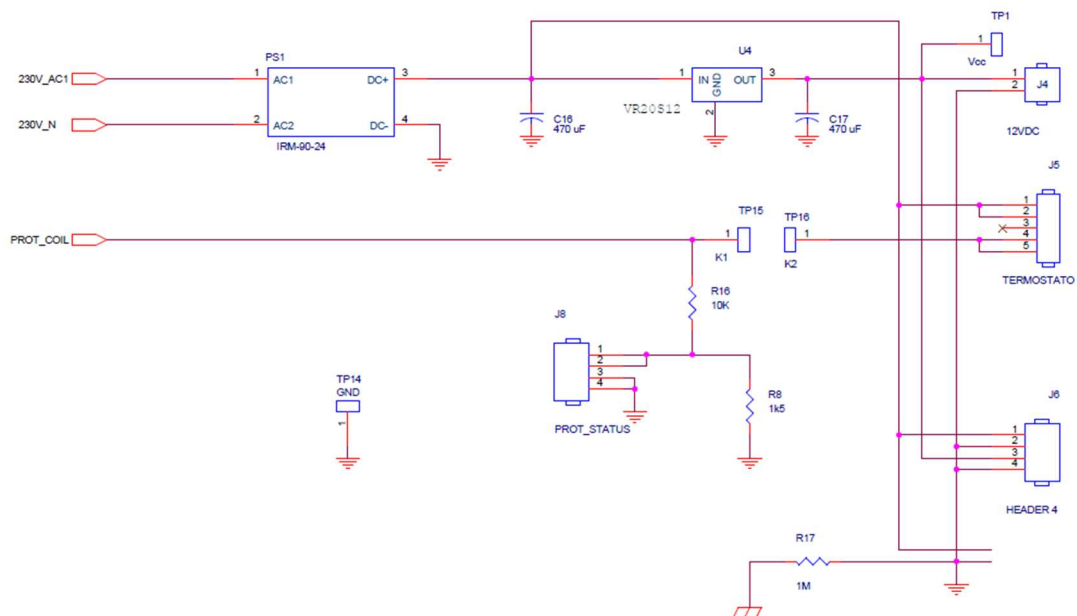 TP1
1
Vcc
PS1
U4
230V_AC1
1 AC1 DC+ 3
1 IN OUT 3
GND
2
1
2
J4
VR20S12
230V_N
2 AC2 DC- 4
C16
470 uF
C17
470 uF
IRM-90-24
12VDC
J5
1
2
3
4
5
TERMOSTATO
PROT_COIL
TP15
1
K1
TP16
1
K2
R16
10K
J8
1
2
3
4
PROT_STATUS
TP14
GND
1
R8
1k5
J6
1
2
3
4
HEADER 4
R17
1M